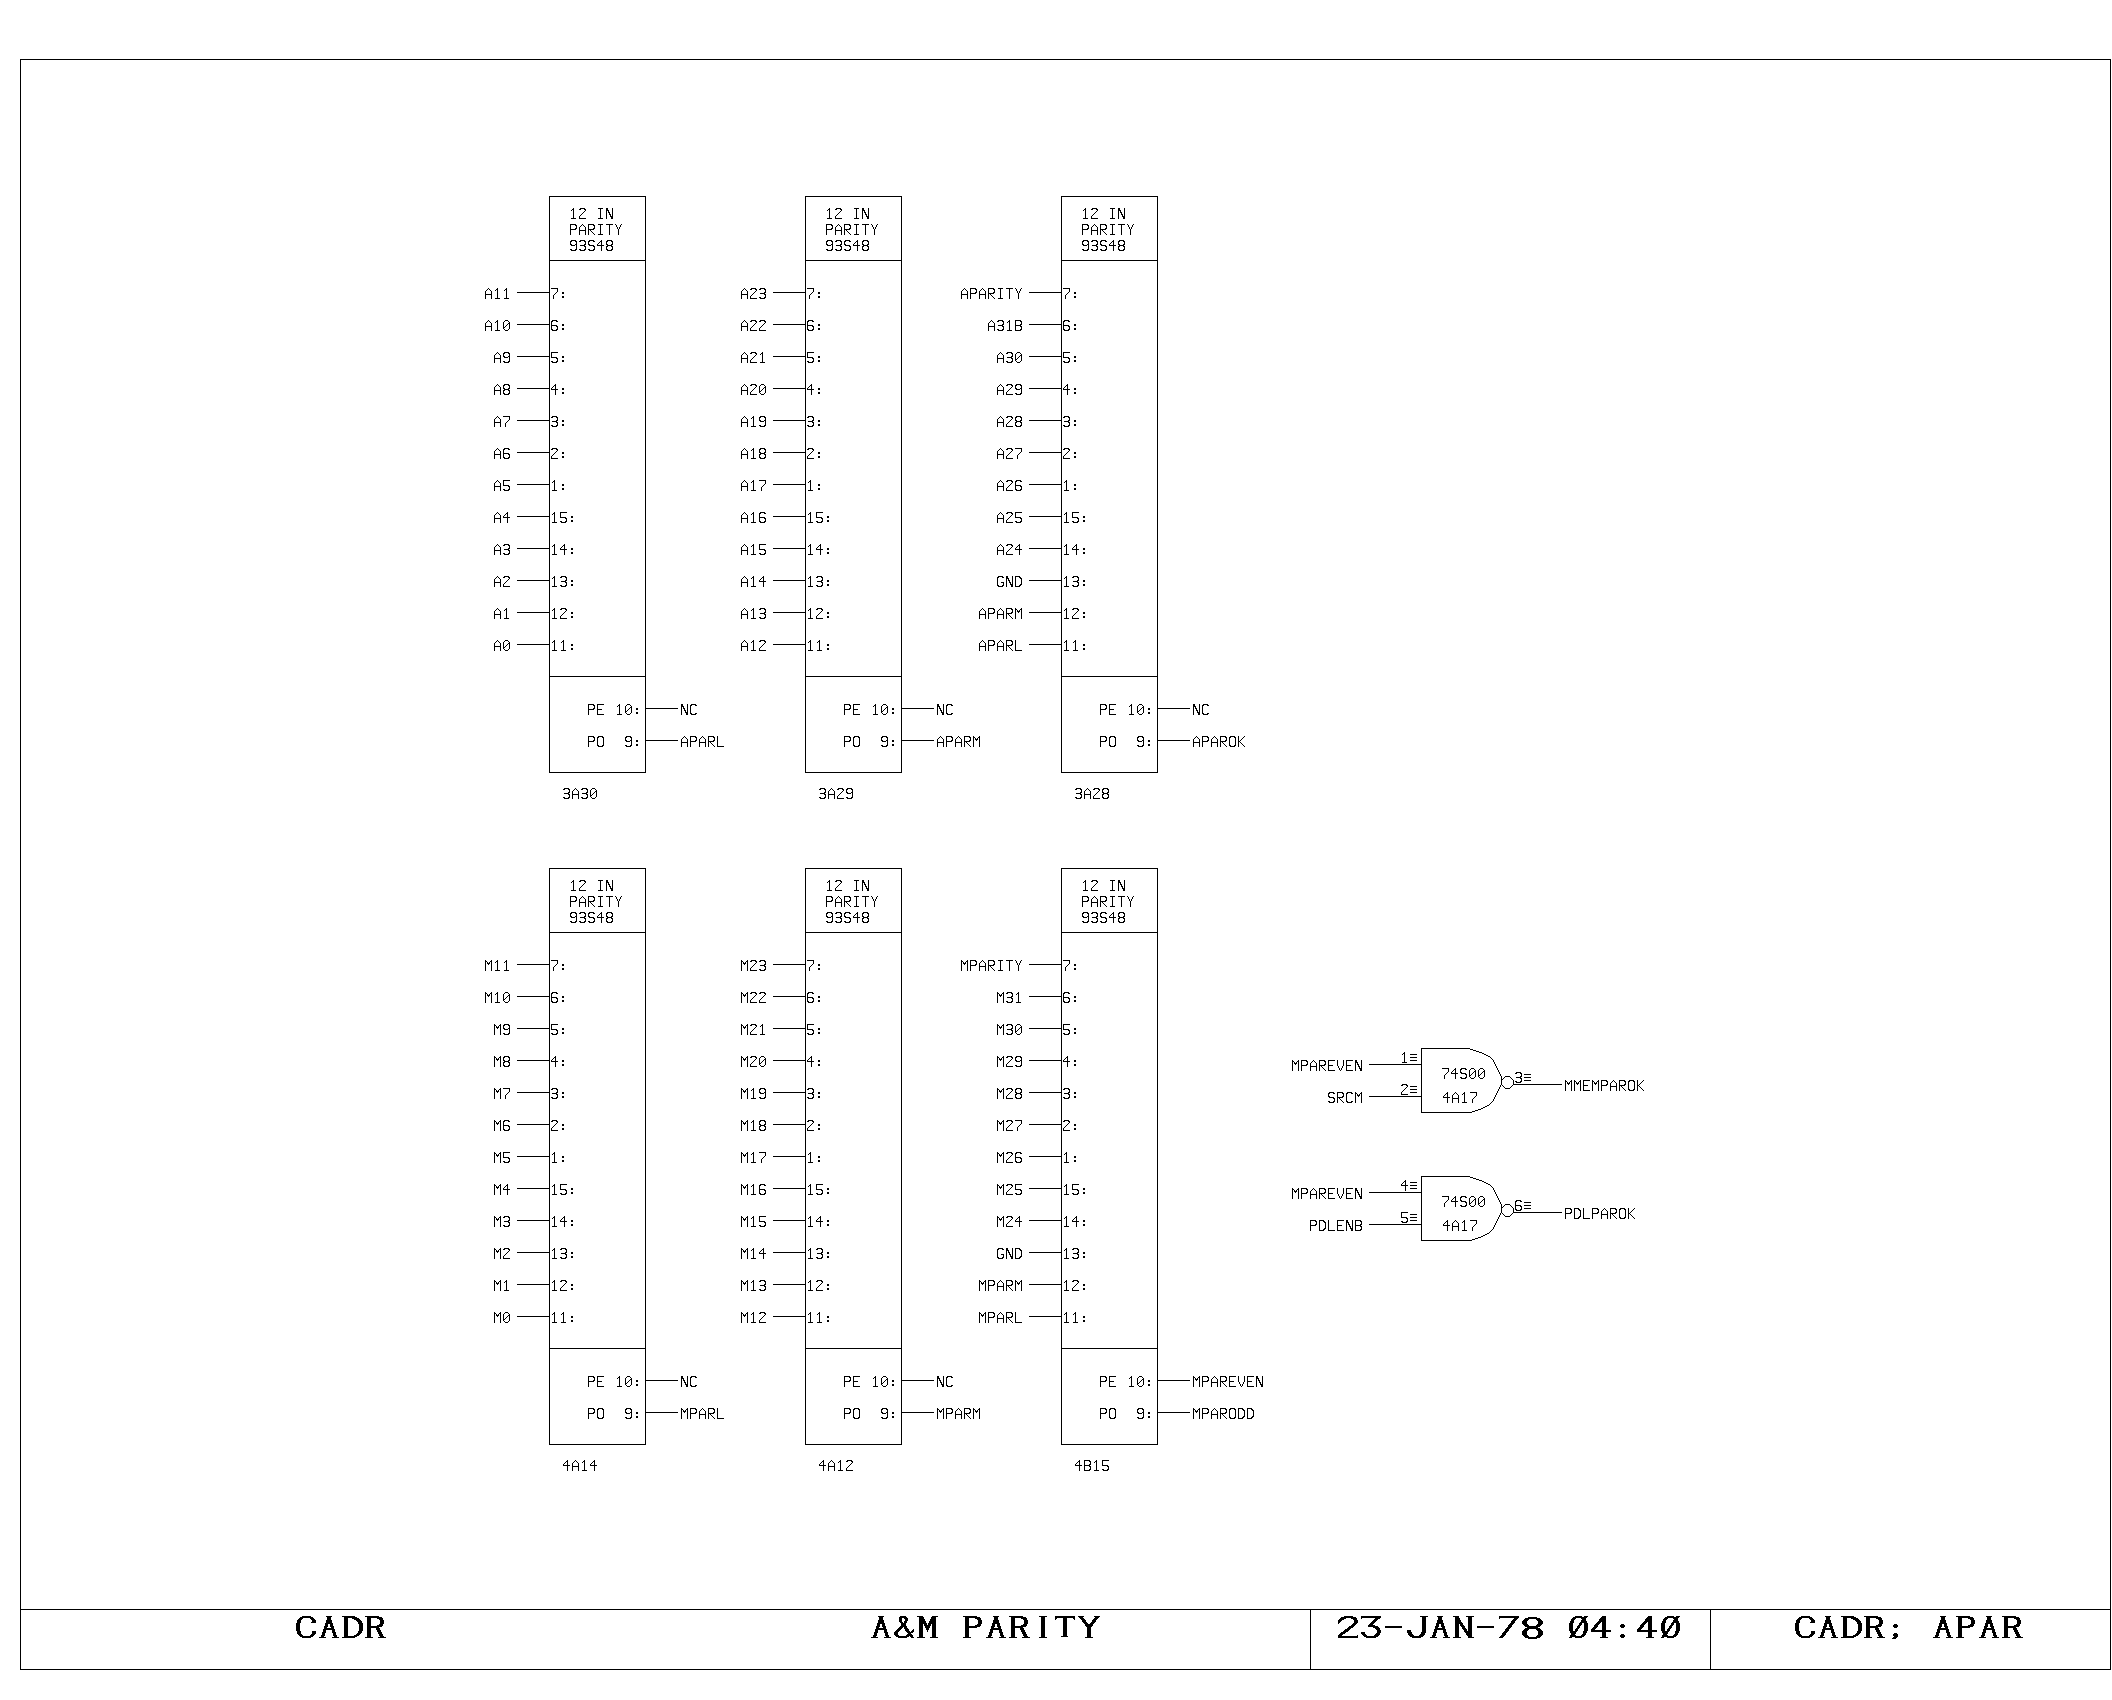 12 IN 12 IN 12 IN
PARITY PARITY PARITY
93S48 93S48 93S48
A11 7: A23 7: APARITY 7:
A10 6: A22 6: A31B 6:
A9 5: A21 5: A30 5:
A8 4: A20 4: A29 4:
A7 3: A19 3: A28 3:
A6 2: A18 2: A27 2:
A5 1: A17 1: A26 1:
A4 15: A16 15: A25 15:
A3 14: A15 14: A24 14:
A2 13: A14 13: GND 13:
A1 12: A13 12: APARM 12:
A0 11: A12 11: APARL 11:
PE 10: NC PE 10: NC PE 10: NC
PO 9: APARL PO 9: APARM PO 9: APAROK
3A30 3A29 3A28
12 IN 12 IN 12 IN
PARITY PARITY PARITY
93S48 93S48 93S48
M11 7: M23 7: MPARITY 7:
M10 6: M22 6: M31 6:
M9 5: M21 5: M30 5:
M8 4: M20 4: M29 4:
M7 3: M19 3: M28 3:
M6 2: M18 2: M27 2:
M5 1: M17 1: M26 1:
M4 15: M16 15: M25 15:
M3 14: M15 14: M24 14:
M2 13: M14 13: GND 13:
M1 12: M13 12: MPARM 12:
M0 11: M12 11: MPARL 11:
PE 10: NC PE 10: NC PE 10: MPAREVEN
PO 9: MPARL PO 9: MPARM PO 9: MPARODD
4A14 4A12 4B15
MPAREVEN 1≡ 74S00 3≡ MMEMPAROK
SRCM 2≡ 4A17
MPAREVEN 4≡ 74S00 6≡ PDLPAROK
PDLENB 5≡ 4A17
CADR A&M PARITY 23-JAN-78 04:40 CADR; APAR